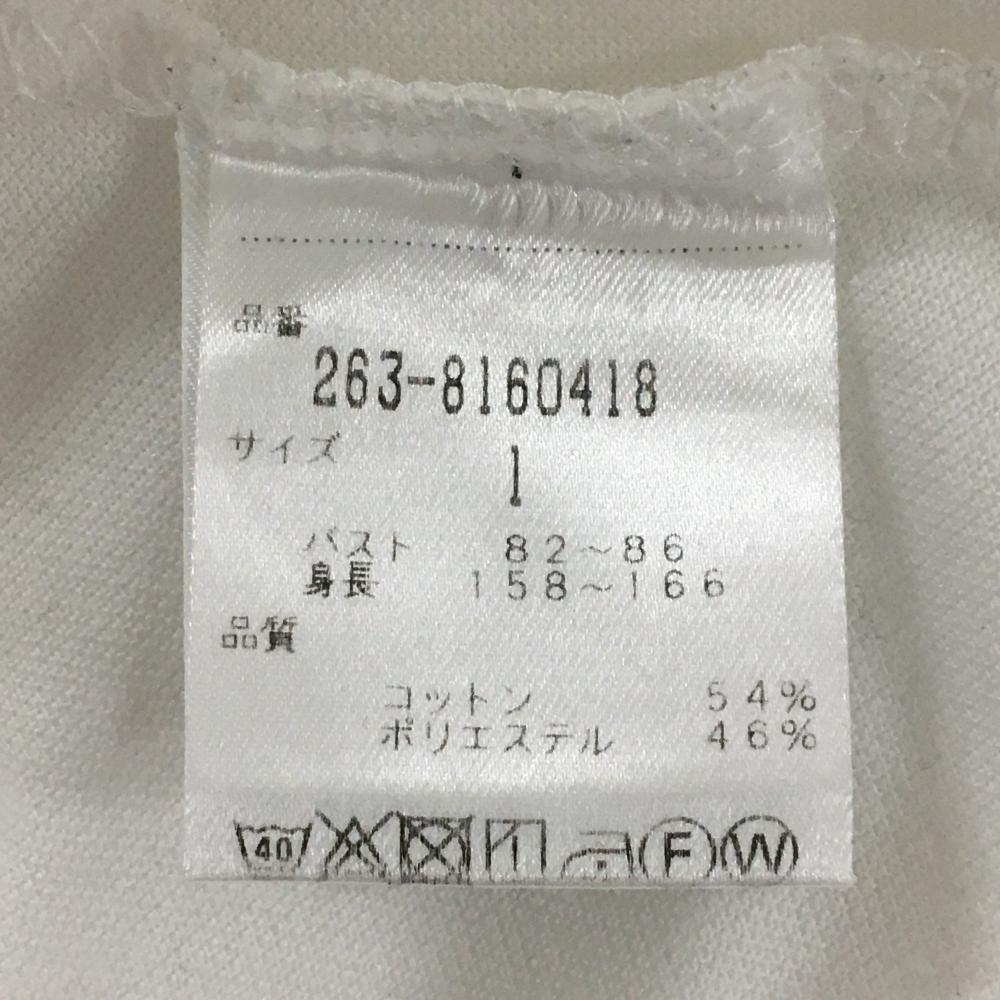 品番
263-8160418
サイズ
1
バスト 82~86
身長 158~166
品質
コットン 54%
ポリエステル 46%
40 F W